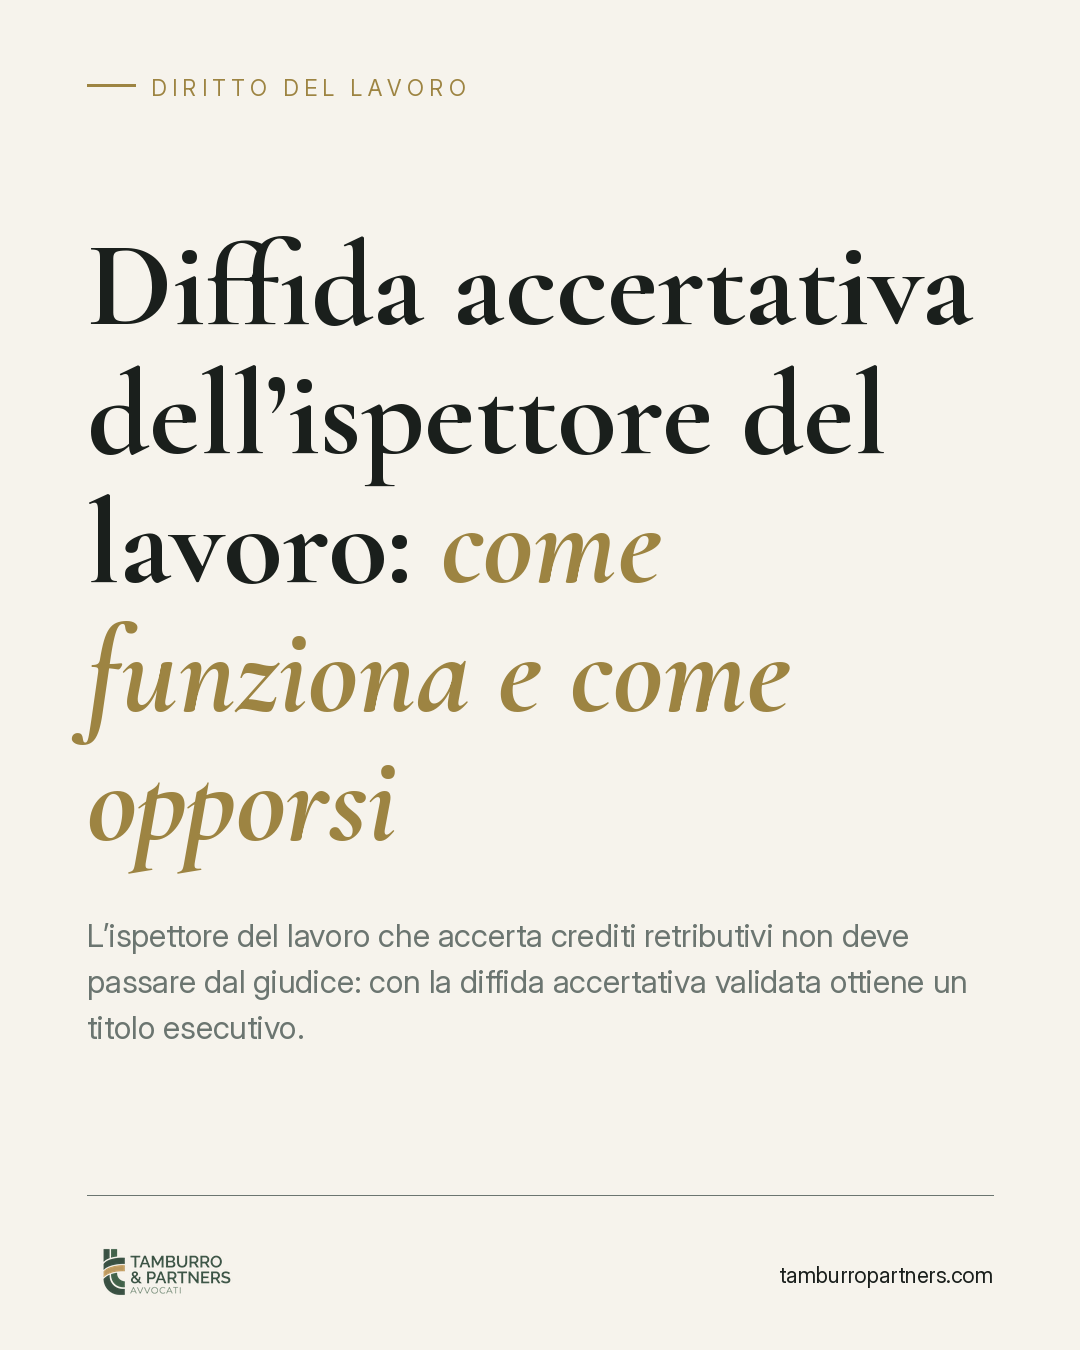 DIRITTO DEL LAVORO
Diffida accertativa
dell’ispettore del
lavoro: come
funziona e come
opporsi
L’ispettore del lavoro che accerta crediti retributivi non deve
passare dal giudice: con la diffida accertativa validata ottiene un
titolo esecutivo.
TAMBURRO
& PARTNERS
AVVOCATI
tamburropartners.com